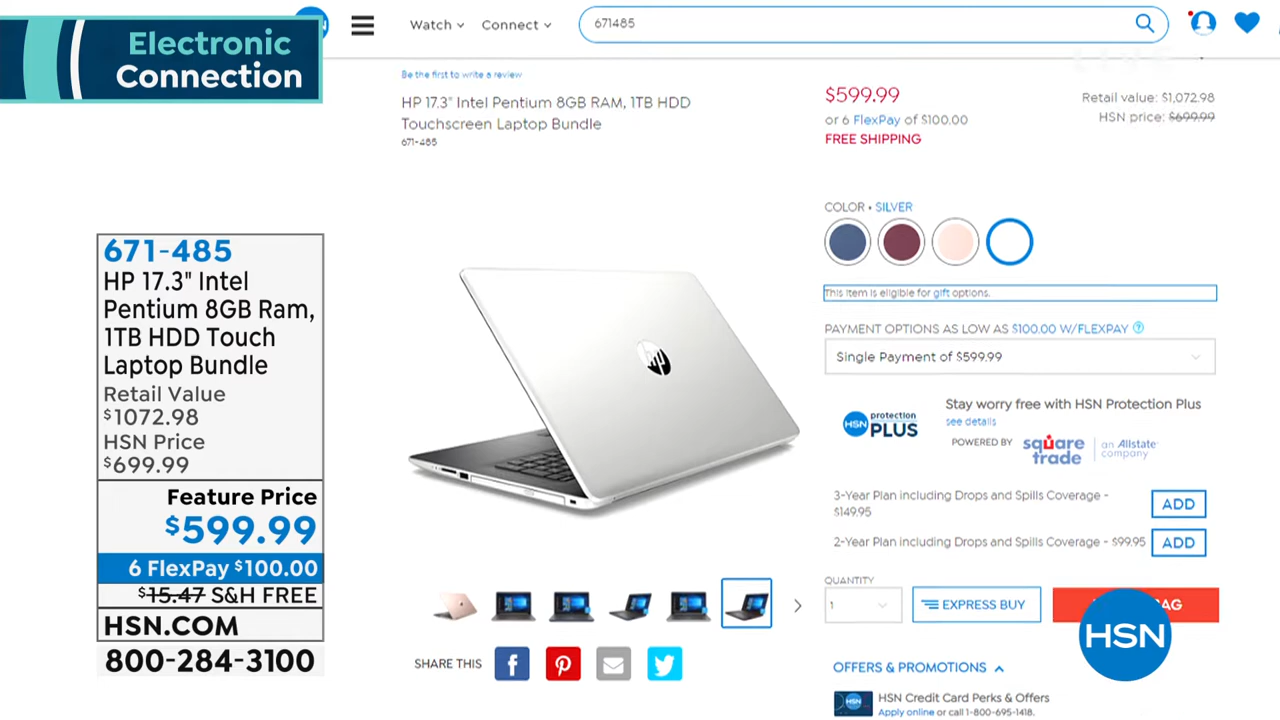 Electronic
Connection
Watch
Connect
671485
Be the first to write a review
HP 17.3" Intel Pentium 8GB RAM, 1TB HDD
Touchscreen Laptop Bundle
671-485
$599.99
or 6 FlexPay of $100.00
FREE SHIPPING
Retail value: $1,072.98
HSN price: $699.99
COLOR • SILVER
This item is eligible for gift options.
PAYMENT OPTIONS AS LOW AS $100.00 W/FLEXPAY ?
Single Payment of $599.99
HSN protection PLUS
Stay worry free with HSN Protection Plus
see details
POWERED BY square trade | an Allstate company
3-Year Plan including Drops and Spills Coverage -
$149.95
ADD
2-Year Plan including Drops and Spills Coverage - $99.95
ADD
QUANTITY
1
EXPRESS BUY
AG
HSN
OFFERS & PROMOTIONS
HSN
HSN Credit Card Perks & Offers
Apply online or call 1-800-695-1418.
hp
SHARE THIS
671-485
HP 17.3" Intel
Pentium 8GB Ram,
1TB HDD Touch
Laptop Bundle
Retail Value
$1072.98
HSN Price
$699.99
Feature Price
$599.99
6 FlexPay $100.00
$15.47 S&H FREE
HSN.COM
800-284-3100